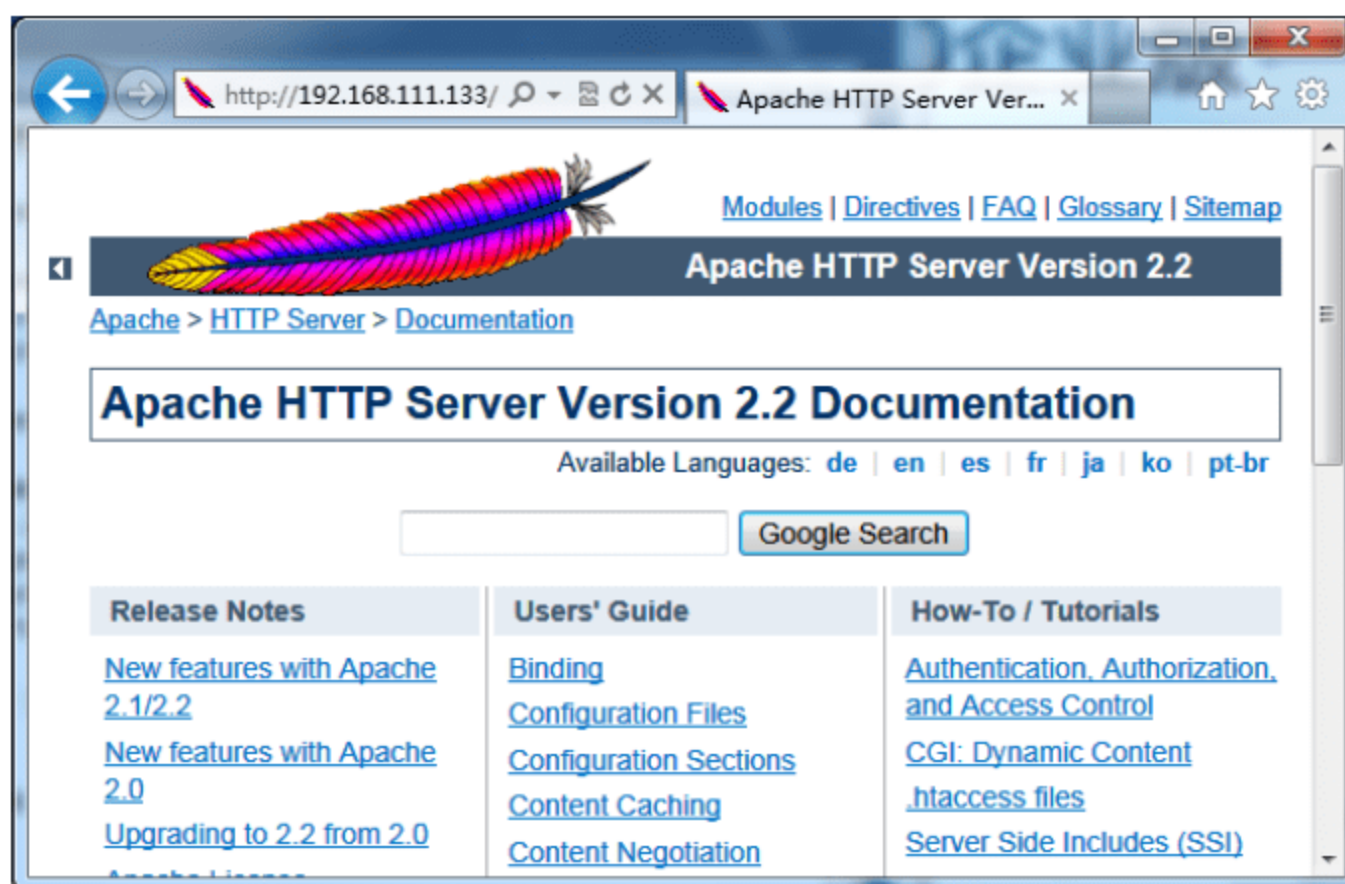 http://192.168.111.133/
Apache HTTP Server Ver...
Modules | Directives | FAQ | Glossary | Sitemap
Apache HTTP Server Version 2.2
Apache > HTTP Server > Documentation
Apache HTTP Server Version 2.2 Documentation
Available Languages: de | en | es | fr | ja | ko | pt-br
Google Search
Release Notes
New features with Apache
2.1/2.2
New features with Apache
2.0
Upgrading to 2.2 from 2.0
Apache License
Users' Guide
Binding
Configuration Files
Configuration Sections
Content Caching
Content Negotiation
How-To / Tutorials
Authentication, Authorization,
and Access Control
CGI: Dynamic Content
.htaccess files
Server Side Includes (SSI)